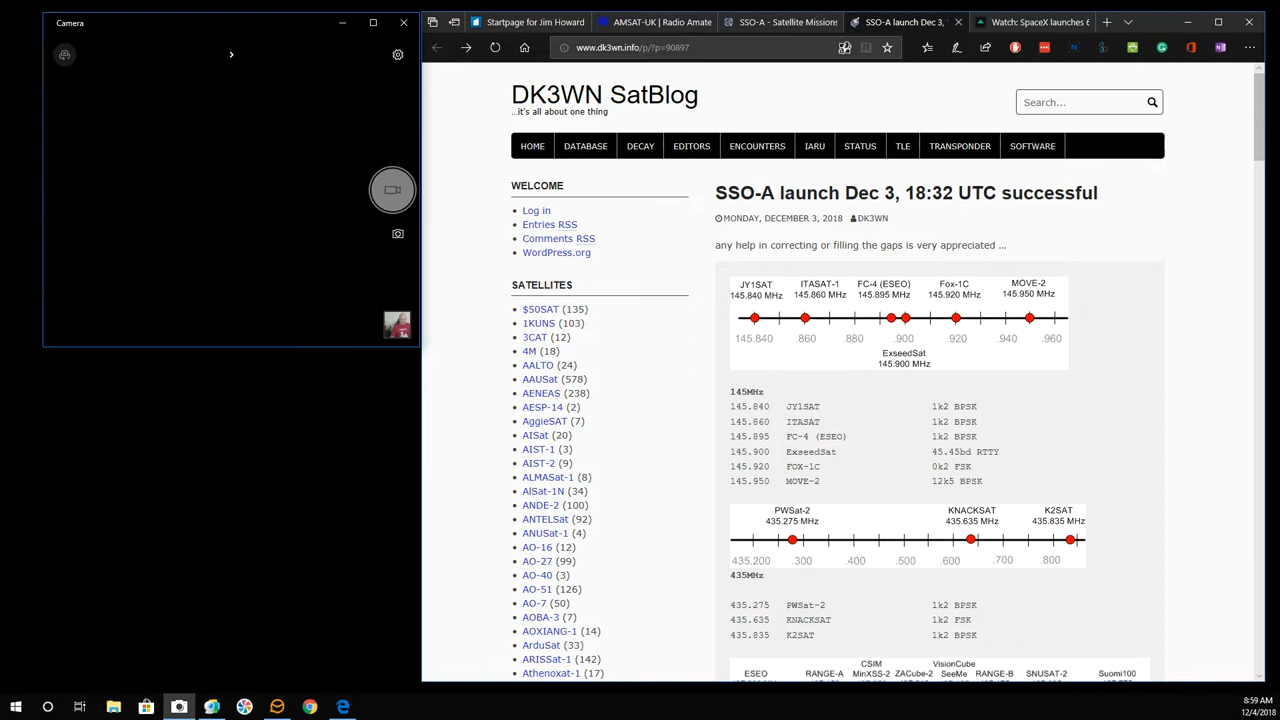 Camera
Startpage for Jim Howard
AMSAT-UK | Radio Amate
SSO-A - Satellite Missions
SSO-A launch Dec 3,
Watch: SpaceX launches 6
www.dk3wn.info/p/?p=90897
DK3WN SatBlog
...it's all about one thing
Search...
HOME
DATABASE
DECAY
EDITORS
ENCOUNTERS
IARU
STATUS
TLE
TRANSPONDER
SOFTWARE
WELCOME
Log in
Entries RSS
Comments RSS
WordPress.org
SATELLITES
$50SAT (135)
1KUNS (103)
3CAT (12)
4M (18)
AALTO (24)
AAUSat (578)
AENEAS (238)
AESP-14 (2)
AggieSAT (7)
AISat (20)
AIST-1 (3)
AIST-2 (9)
ALMASat-1 (8)
AlSat-1N (34)
ANDE-2 (100)
ANTELSat (92)
ANUSat-1 (4)
AO-16 (12)
AO-27 (99)
AO-40 (3)
AO-51 (126)
AO-7 (50)
AOBA-3 (7)
AOXIANG-1 (14)
ArduSat (33)
ARISSat-1 (142)
Athenoxat-1 (17)
SSO-A launch Dec 3, 18:32 UTC successful
MONDAY, DECEMBER 3, 2018 DK3WN
any help in correcting or filling the gaps is very appreciated ...
JY1SAT ITASAT-1 FC-4 (ESEO) Fox-1C MOVE-2
145.840 MHz 145.860 MHz 145.895 MHz 145.920 MHz 145.950 MHz
145.840 .860 .880 .900 .920 .940 .960
ExseedSat
145.900 MHz
145MHz
145.840 JY1SAT 1k2 BPSK
145.860 ITASAT 1k2 BPSK
145.895 FC-4 (ESEO) 1k2 BPSK
145.900 ExseedSat 45.45bd RTTY
145.920 FOX-1C 0k2 FSK
145.950 MOVE-2 12k5 BPSK
PWSat-2 KNACKSAT K2SAT
435.275 MHz 435.635 MHz 435.835 MHz
435.200 .300 .400 .500 .600 .700 .800
435MHz
435.275 PWSat-2 1k2 BPSK
435.635 KNACKSAT 1k2 FSK
435.835 K2SAT 1k2 BPSK
CSIM VisionCube
ESEO RANGE-A MinXSS-2 ZACube-2 SeeMe RANGE-B SNUSAT-2 Suomi100
8:59 AM
12/4/2018